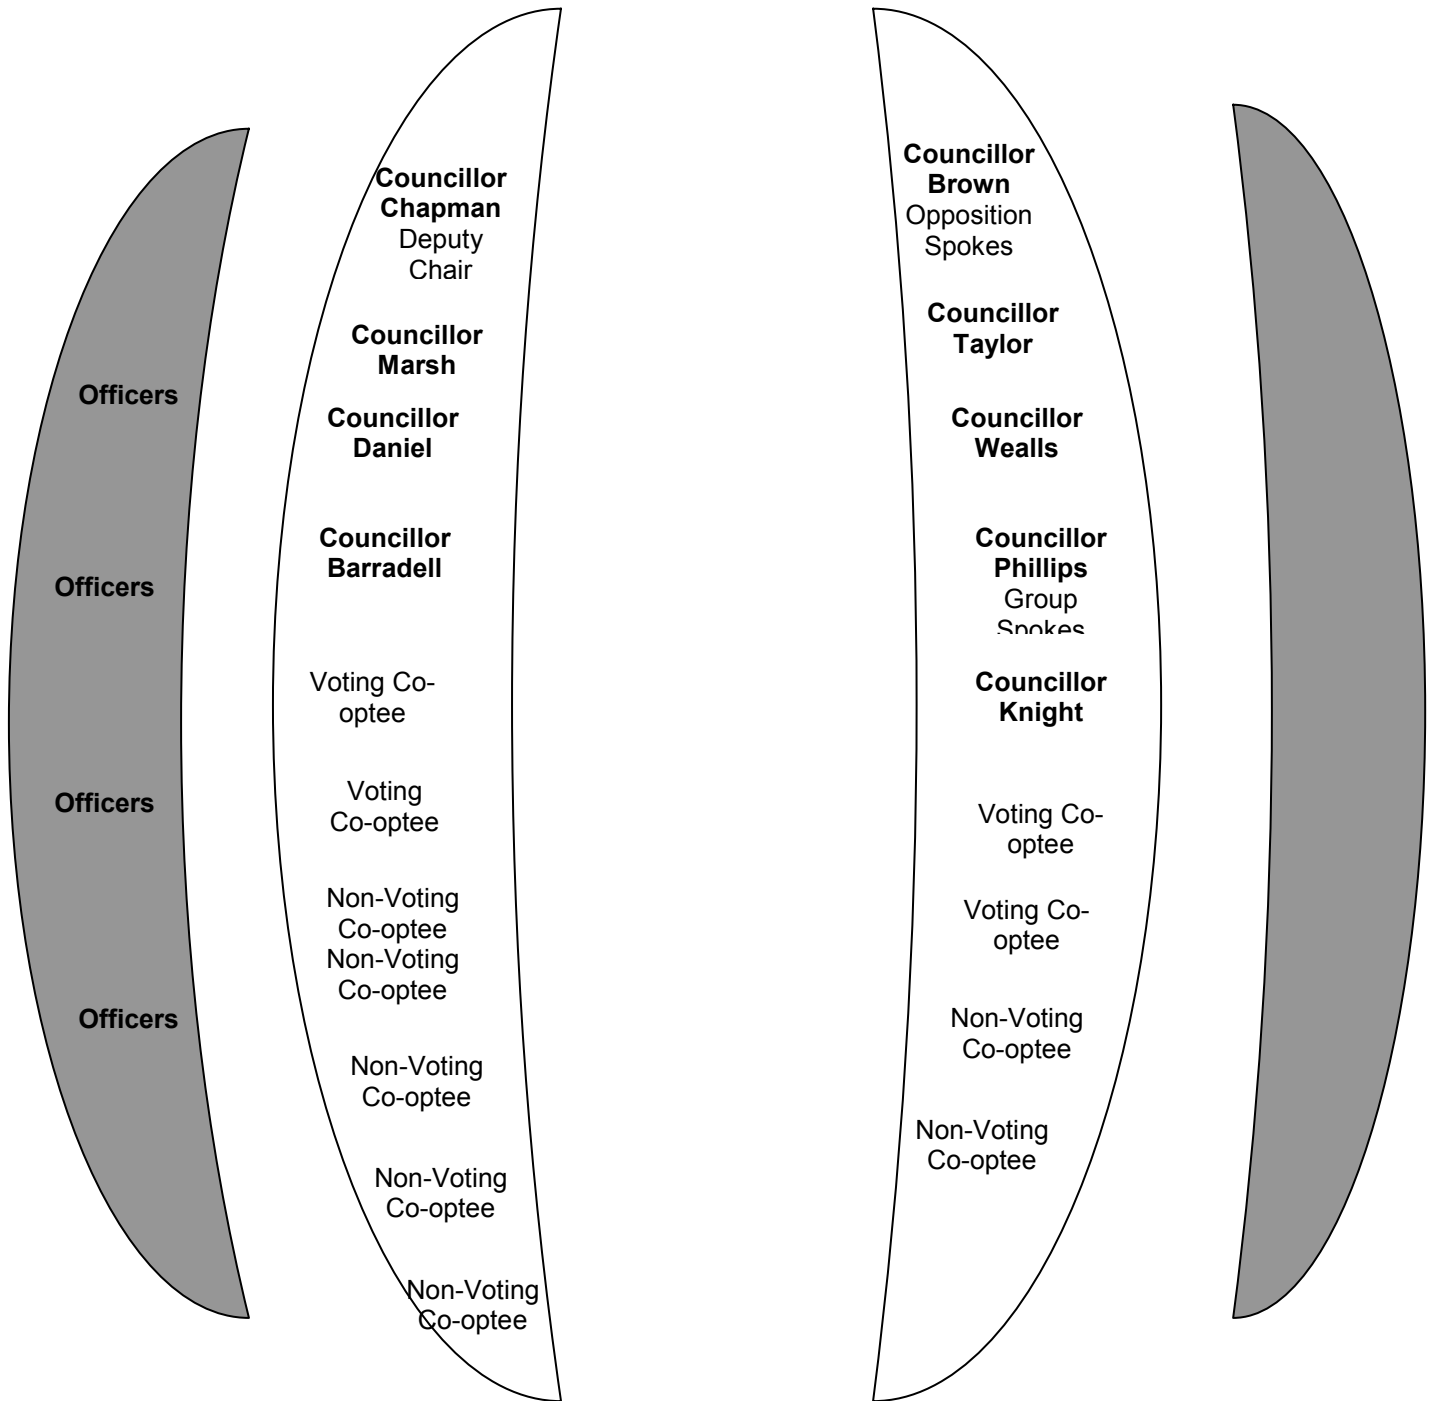 Officers
Officers
Officers
Officers
Councillor
Chapman
Deputy
Chair
Councillor
Marsh
Councillor
Daniel
Councillor
Barradell
Voting Co-
optee
Voting
Co-optee
Non-Voting
Co-optee
Non-Voting
Co-optee
Non-Voting
Co-optee
Non-Voting
Co-optee
Non-Voting
Co-optee
Councillor
Brown
Opposition
Spokes
Councillor
Taylor
Councillor
Wealls
Councillor
Phillips
Group
Spokes
Councillor
Knight
Voting Co-
optee
Voting Co-
optee
Non-Voting
Co-optee
Non-Voting
Co-optee